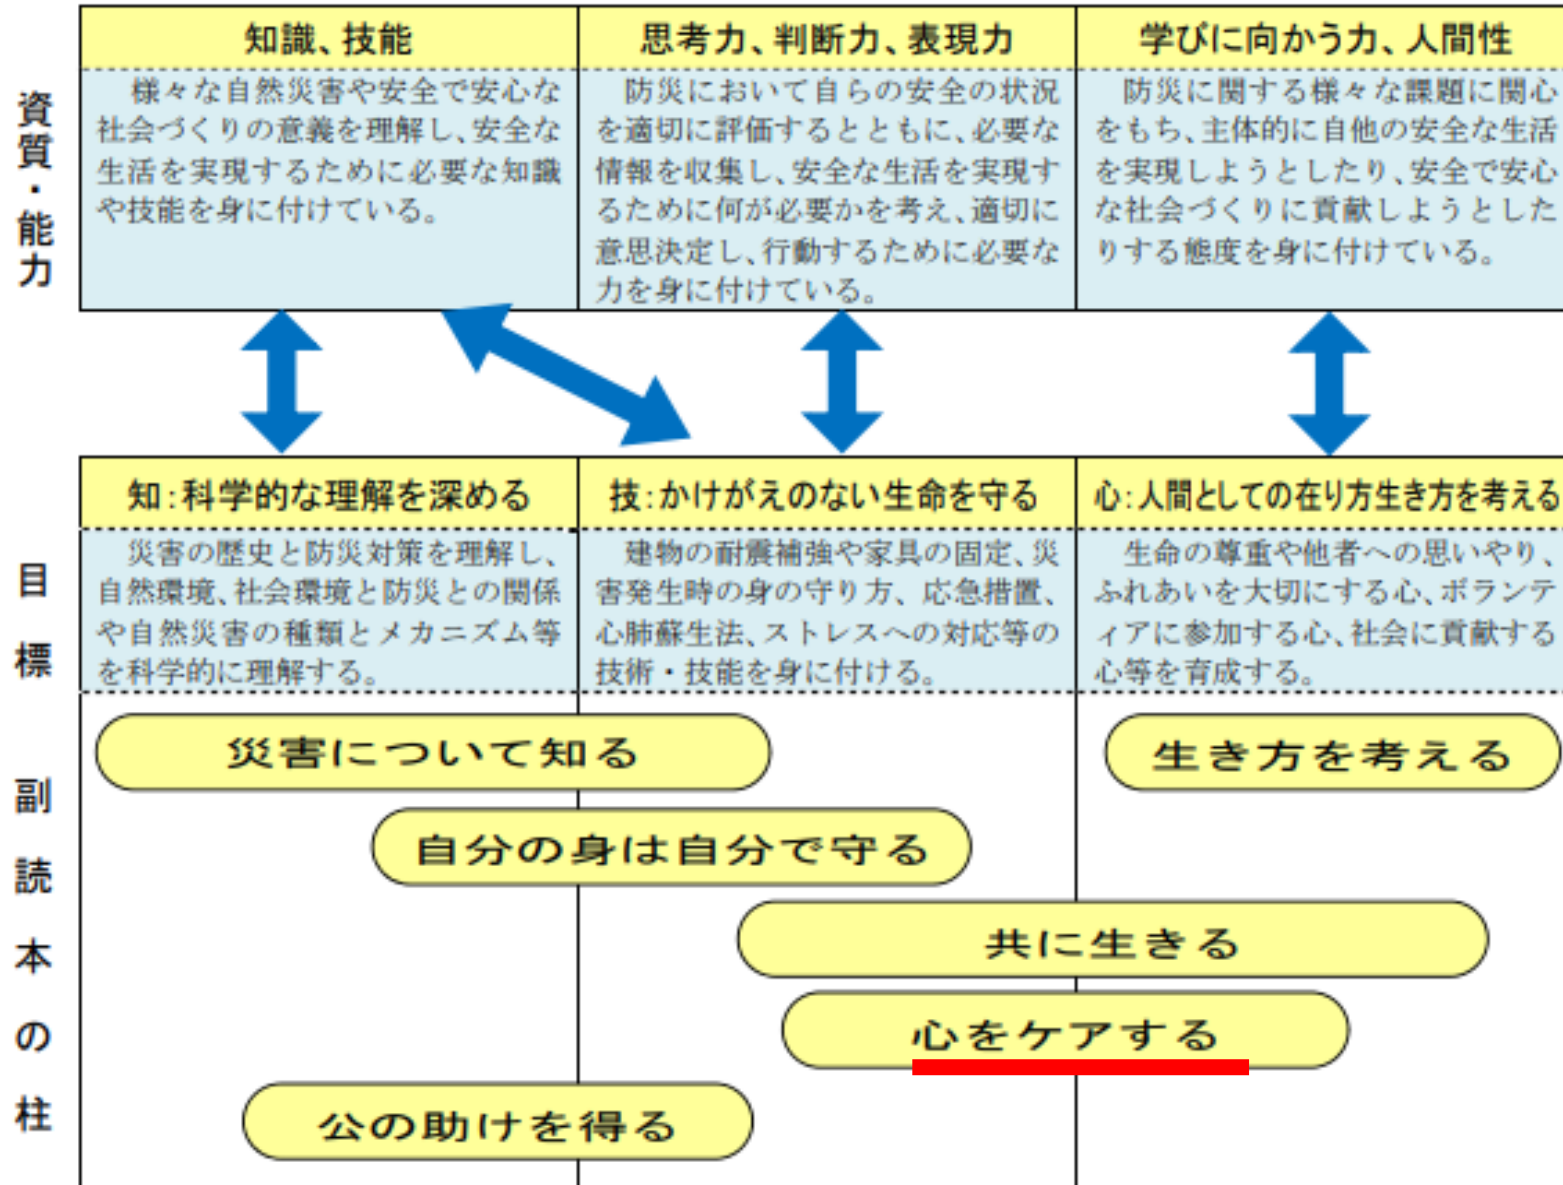 資質・能力
知識、技能
様々な自然災害や安全で安心な
社会づくりの意義を理解し、安全な
生活を実現するために必要な知識
や技能を身に付けている。
思考力、判断力、表現力
防災において自らの安全の状況
を適切に評価するとともに、必要な
情報を収集し、安全な生活を実現す
るために何が必要かを考え、適切に
意思決定し、行動するために必要な
力を身に付けている。
学びに向かう力、人間性
防災に関する様々な課題に関心
をもち、主体的に自他の安全な生活
を実現しようとしたり、安全で安心
な社会づくりに貢献しようとした
りする態度を身に付けている。
目標
知:科学的な理解を深める
災害の歴史と防災対策を理解し、
自然環境、社会環境と防災との関係
や自然災害の種類とメカニズム等
を科学的に理解する。
技:かけがえのない生命を守る
建物の耐震補強や家具の固定、災
害発生時の身の守り方、応急措置、
心肺蘇生法、ストレスへの対応等の
技術・技能を身に付ける。
心:人間としての在り方生き方を考える
生命の尊重や他者への思いやり、
ふれあいを大切にする心、ボランテ
ィアに参加する心、社会に貢献する
心等を育成する。
副読本の柱
災害について知る
生き方を考える
自分の身は自分で守る
共に生きる
心をケアする
公の助けを得る